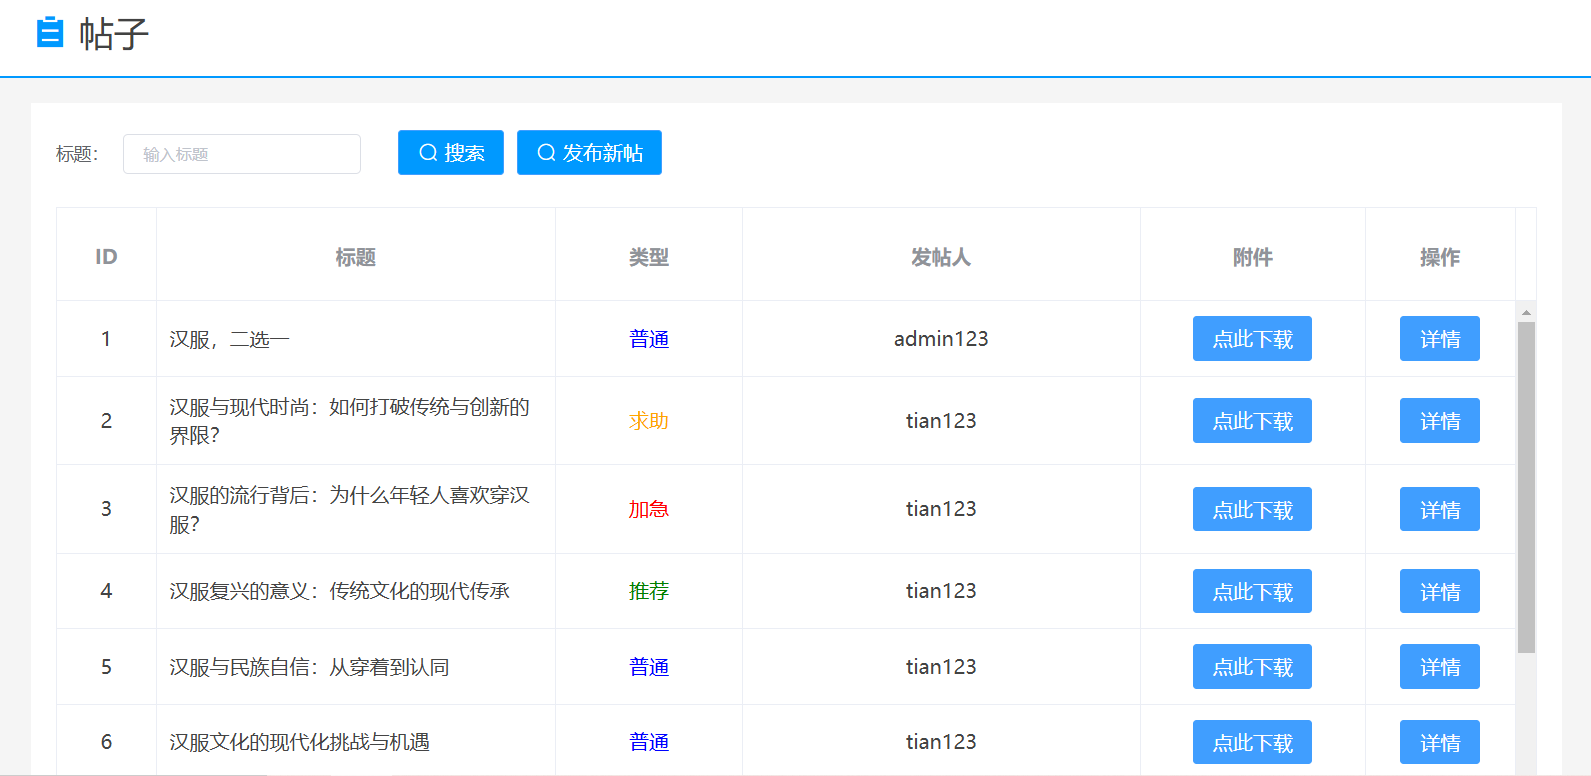 帖子
标题：
输入标题
搜索
发布新帖
ID 标题 类型 发帖人 附件 操作
1 汉服，二选一 普通 admin123 点此下载 详情
2 汉服与现代时尚：如何打破传统与创新的
界限？ 求助 tian123 点此下载 详情
3 汉服的流行背后：为什么年轻人喜欢穿汉
服？ 加急 tian123 点此下载 详情
4 汉服复兴的意义：传统文化的现代传承 推荐 tian123 点此下载 详情
5 汉服与民族自信：从穿着到认同 普通 tian123 点此下载 详情
6 汉服文化的现代化挑战与机遇 普通 tian123 点此下载 详情